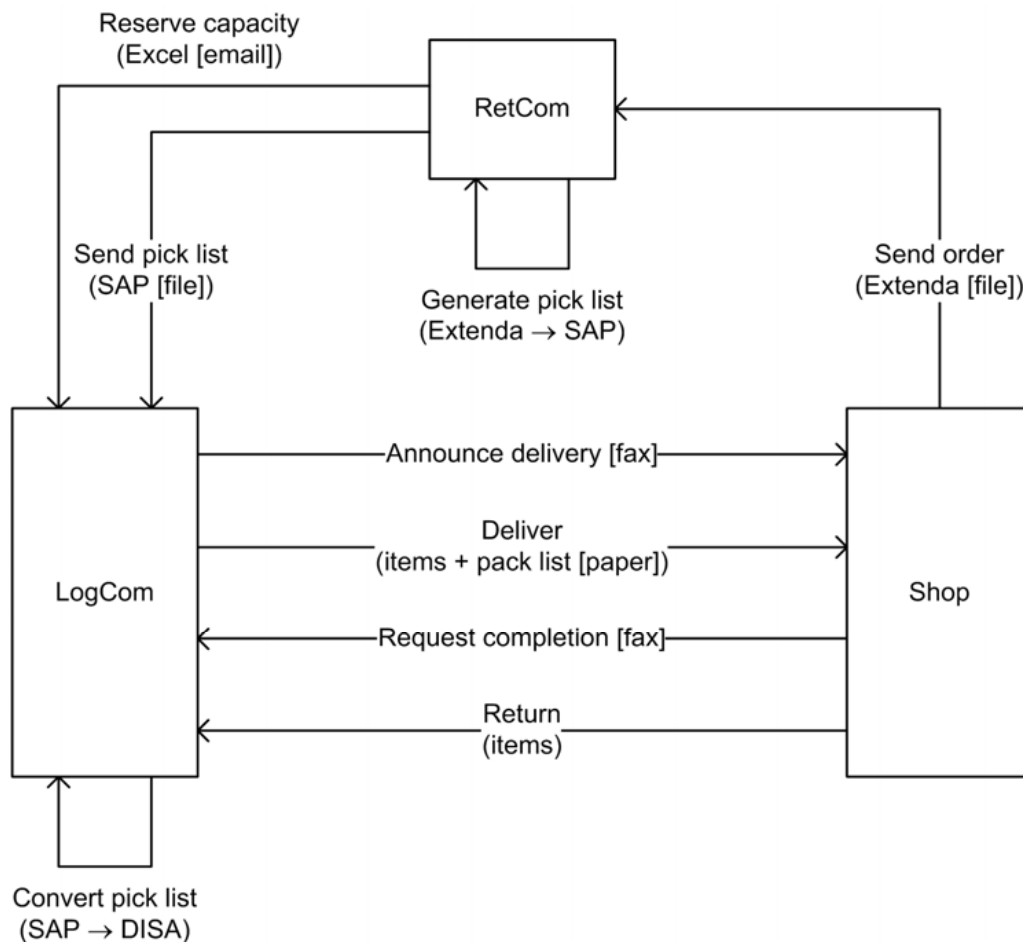 Reserve capacity
(Excel [email])
RetCom
Send pick list
(SAP [file])
Send order
(Extenda [file])
Generate pick list
(Extenda → SAP)
Announce delivery [fax]
Deliver
(items + pack list [paper])
LogCom
Shop
Request completion [fax]
Return
(items)
Convert pick list
(SAP → DISA)